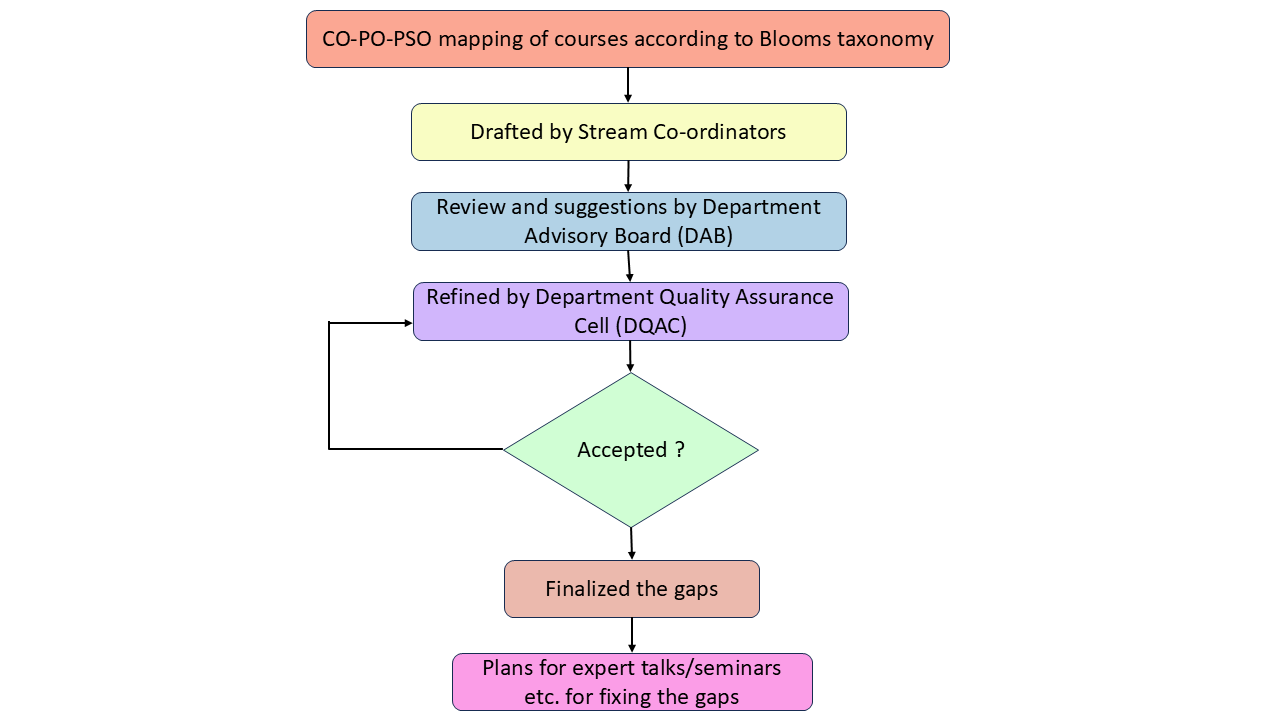 CO-PO-PSO mapping of courses according to Blooms taxonomy
Drafted by Stream Co-ordinators
Review and suggestions by Department
Advisory Board (DAB)
Refined by Department Quality Assurance
Cell (DQAC)
Accepted ?
Finalized the gaps
Plans for expert talks/seminars
etc. for fixing the gaps